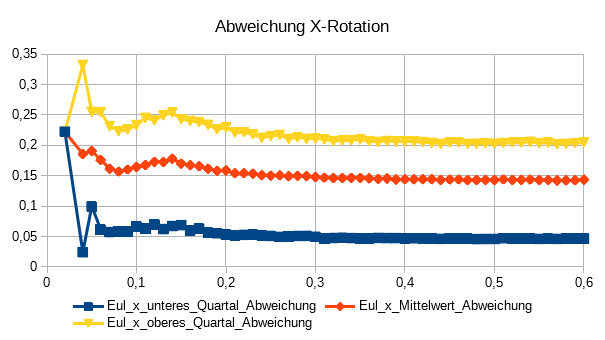 Abweichung X-Rotation
0,35
0,3
0,25
0,2
0,15
0,1
0,05
0
0 0,1 0,2 0,3 0,4 0,5 0,6
Eul_x_unteres_Quartal_Abweichung Eul_x_Mittelwert_Abweichung
Eul_x_oberes_Quartal_Abweichung